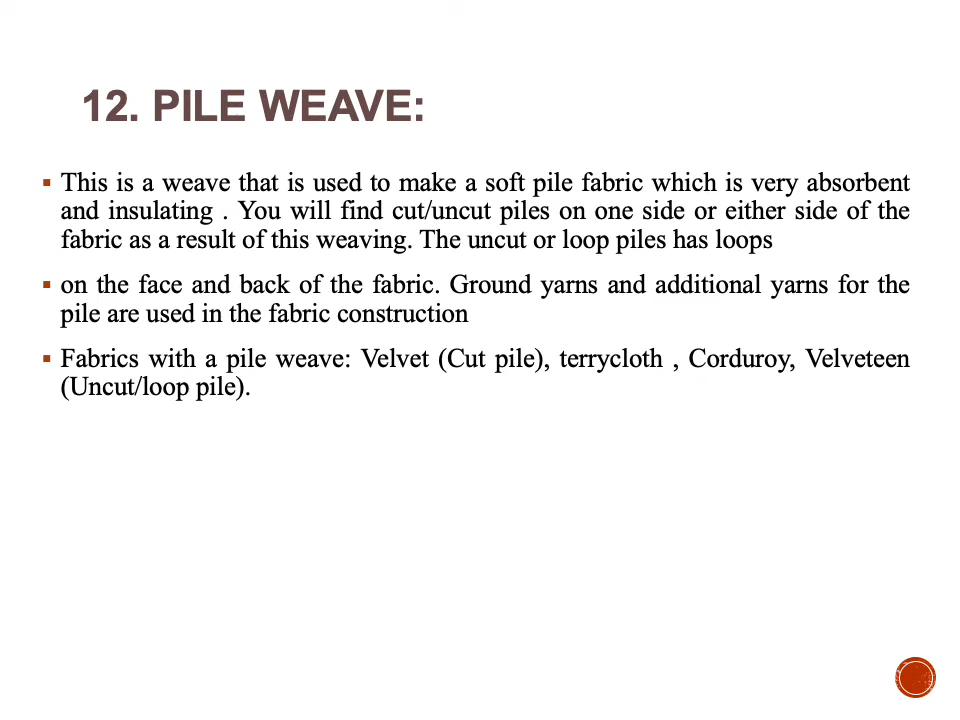 12. PILE WEAVE:
▪ This is a weave that is used to make a soft pile fabric which is very absorbent
and insulating . You will find cut/uncut piles on one side or either side of the
fabric as a result of this weaving. The uncut or loop piles has loops
▪ on the face and back of the fabric. Ground yarns and additional yarns for the
pile are used in the fabric construction
▪ Fabrics with a pile weave: Velvet (Cut pile), terrycloth , Corduroy, Velveteen
(Uncut/loop pile).